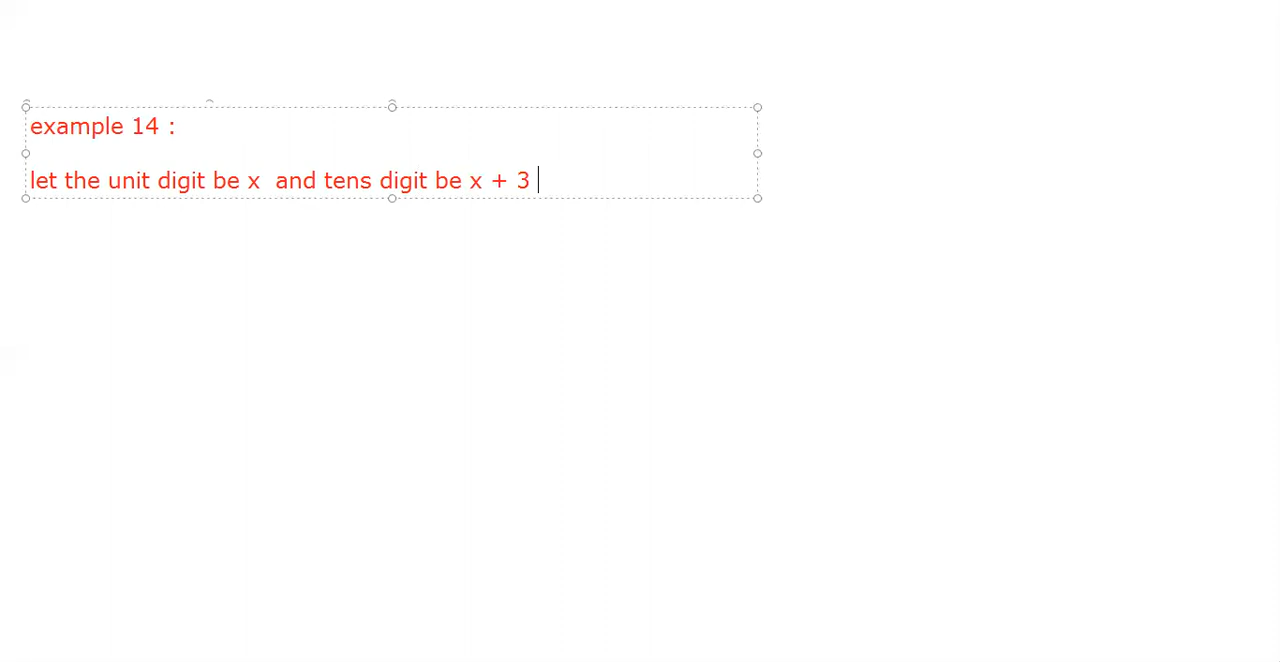 example 14 :
let the unit digit be x  and tens digit be x + 3